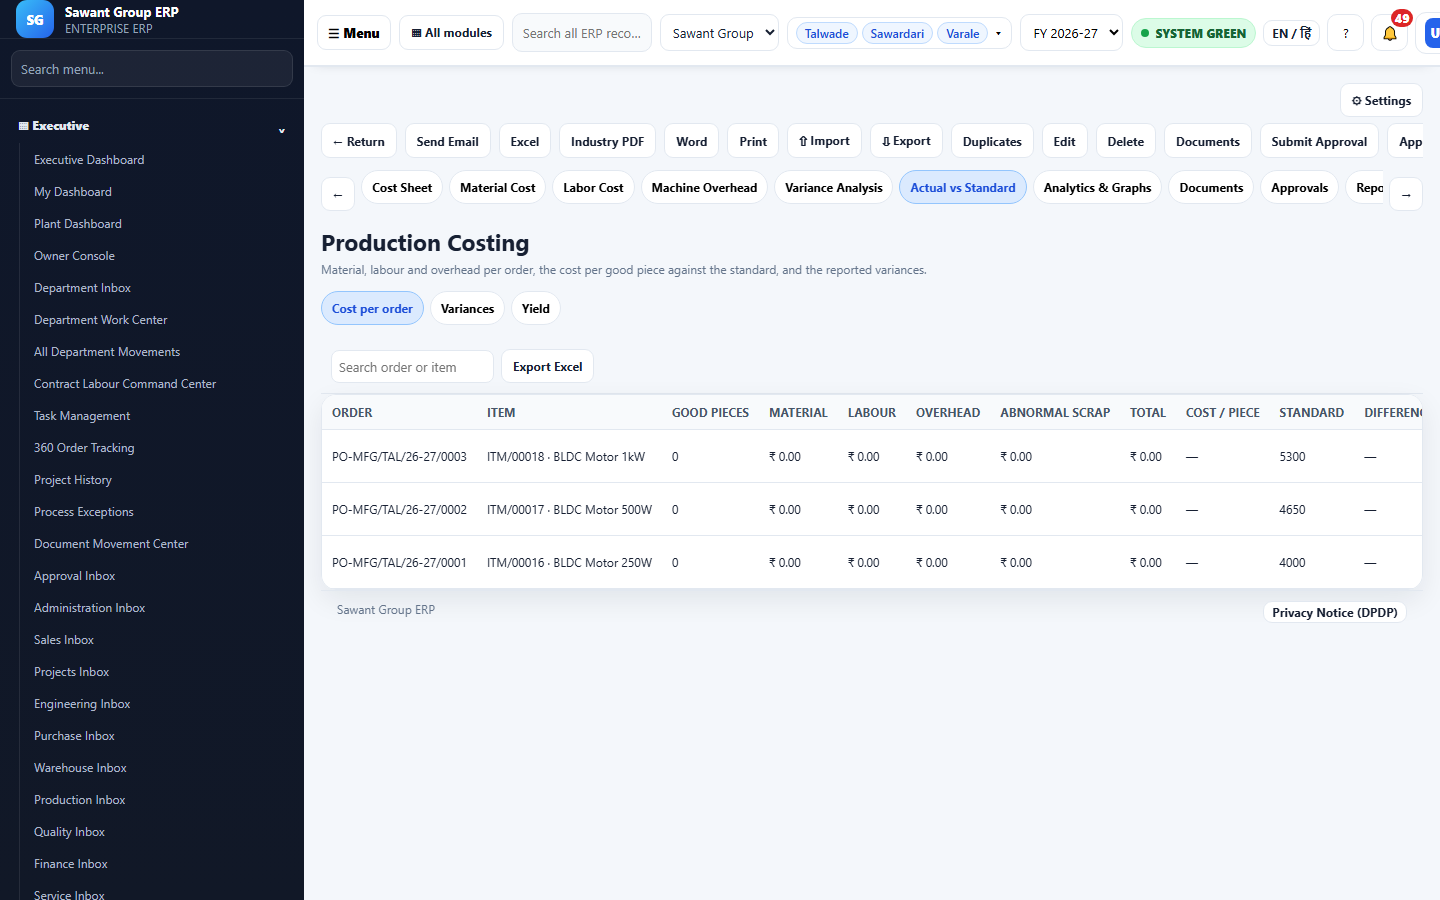 SG
Sawant Group ERP
ENTERPRISE ERP
Search menu...
Executive
Executive Dashboard
My Dashboard
Plant Dashboard
Owner Console
Department Inbox
Department Work Center
All Department Movements
Contract Labour Command Center
Task Management
360 Order Tracking
Project History
Process Exceptions
Document Movement Center
Approval Inbox
Administration Inbox
Sales Inbox
Projects Inbox
Engineering Inbox
Purchase Inbox
Warehouse Inbox
Production Inbox
Quality Inbox
Finance Inbox
Service Inbox
☰ Menu
All modules
Search all ERP reco...
Sawant Group
Talwade Sawardari Varale
FY 2026-27
SYSTEM GREEN
EN / हिं
?
49
U
⚙ Settings
← Return Send Email Excel Industry PDF Word Print ⇧ Import ⇩ Export Duplicates Edit Delete Documents Submit Approval App
← Cost Sheet Material Cost Labor Cost Machine Overhead Variance Analysis Actual vs Standard Analytics & Graphs Documents Approvals Repo →
Production Costing
Material, labour and overhead per order, the cost per good piece against the standard, and the reported variances.
Cost per order Variances Yield
Search order or item Export Excel
ORDER ITEM GOOD PIECES MATERIAL LABOUR OVERHEAD ABNORMAL SCRAP TOTAL COST / PIECE STANDARD DIFFERENC
PO-MFG/TAL/26-27/0003 ITM/00018 · BLDC Motor 1kW 0 ₹ 0.00 ₹ 0.00 ₹ 0.00 ₹ 0.00 ₹ 0.00 — 5300 —
PO-MFG/TAL/26-27/0002 ITM/00017 · BLDC Motor 500W 0 ₹ 0.00 ₹ 0.00 ₹ 0.00 ₹ 0.00 ₹ 0.00 — 4650 —
PO-MFG/TAL/26-27/0001 ITM/00016 · BLDC Motor 250W 0 ₹ 0.00 ₹ 0.00 ₹ 0.00 ₹ 0.00 ₹ 0.00 — 4000 —
Sawant Group ERP
Privacy Notice (DPDP)